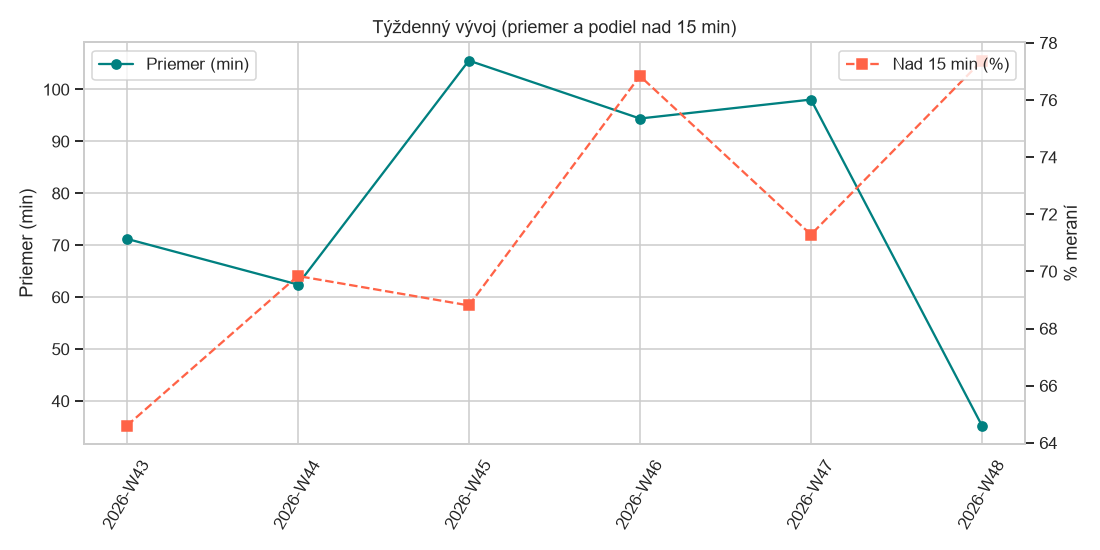 Týždenný vývoj (priemer a podiel nad 15 min)
Priemer (min)
Nad 15 min (%)
Priemer (min)
100
90
80
70
60
50
40
78
76
74
72
70
68
66
64
% meraní
2026-W43
2026-W44
2026-W45
2026-W46
2026-W47
2026-W48